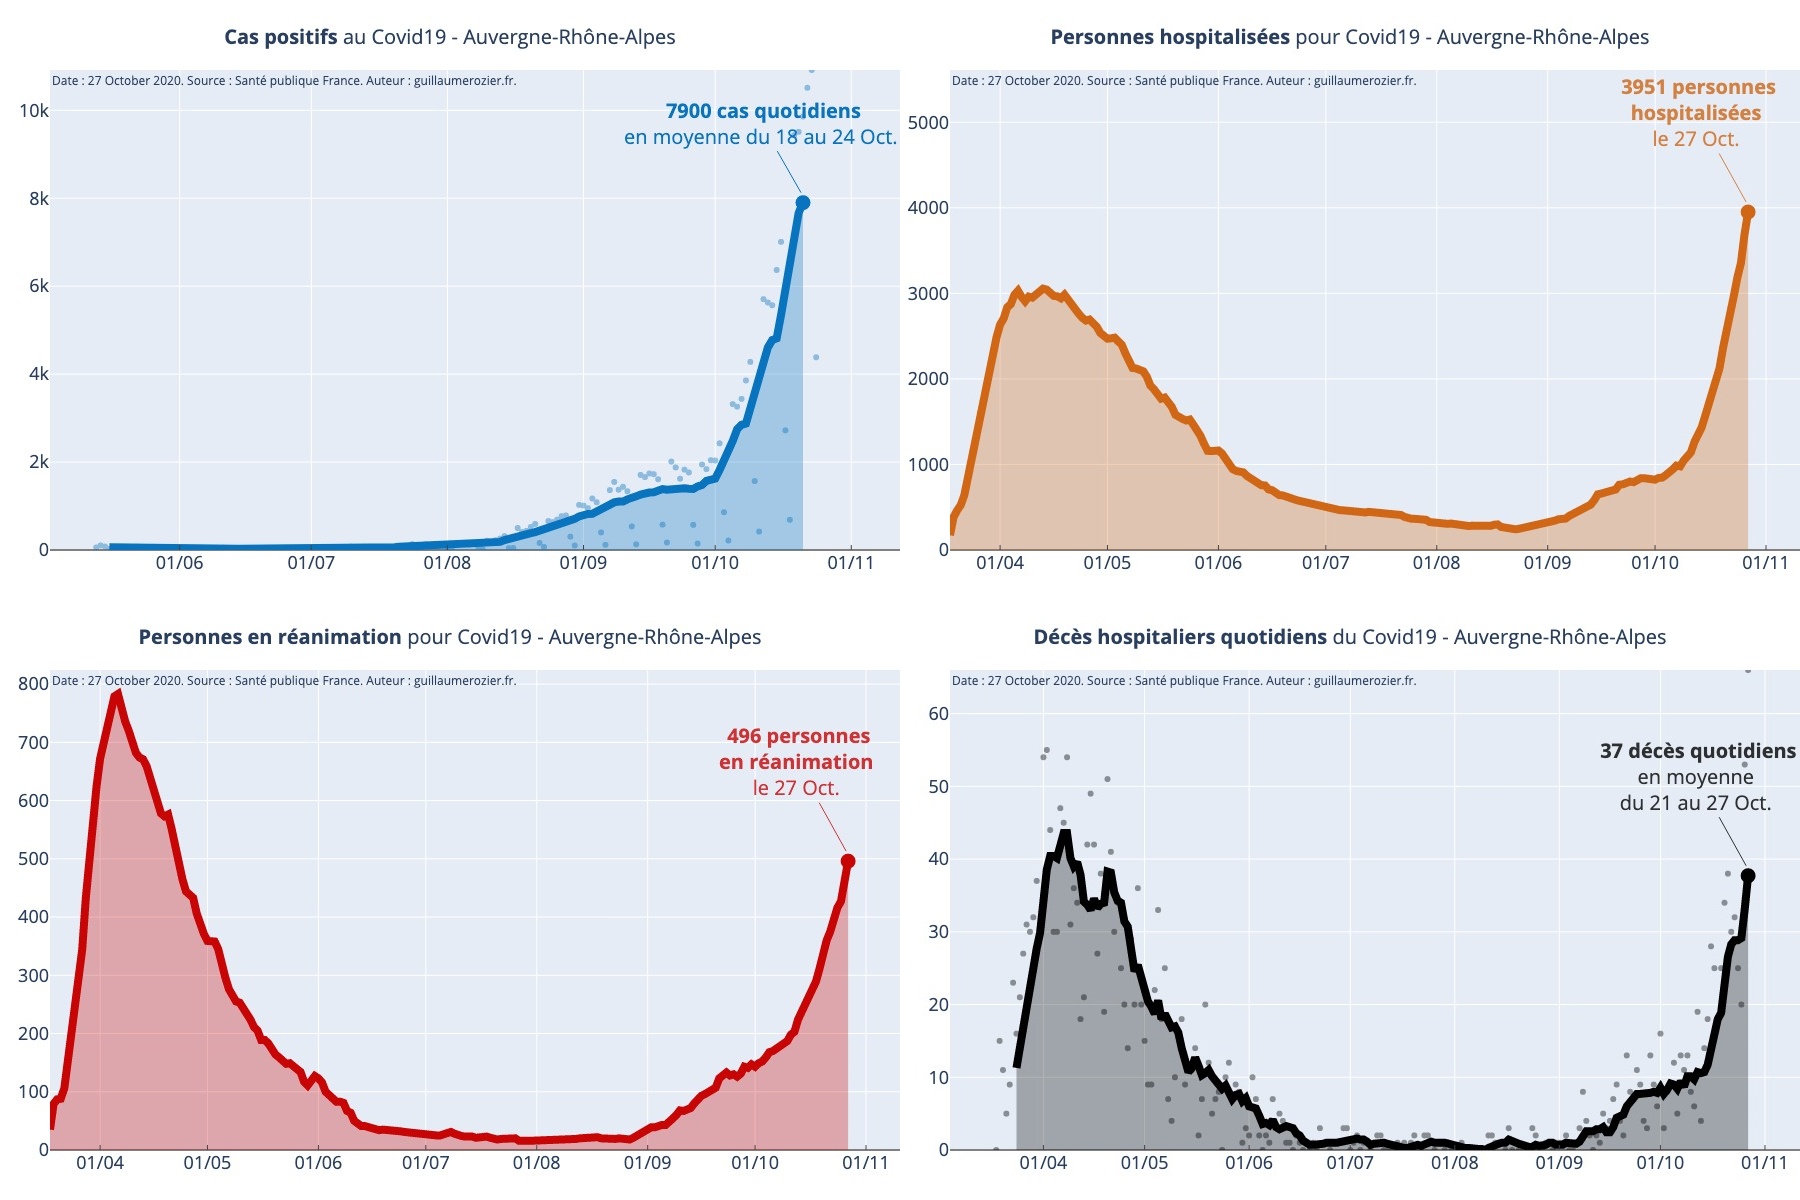 Cas positifs au Covid19 - Auvergne-Rhône-Alpes
Date : 27 October 2020. Source : Santé publique France. Auteur : guillaumerozier.fr.
7900 cas quotidiens
en moyenne du 18 au 24 Oct.
10k
8k
6k
4k
2k
0
01/06 01/07 01/08 01/09 01/10 01/11
Personnes hospitalisées pour Covid19 - Auvergne-Rhône-Alpes
Date : 27 October 2020. Source : Santé publique France. Auteur : guillaumerozier.fr.
3951 personnes
hospitalisées
le 27 Oct.
5000
4000
3000
2000
1000
0
01/04 01/05 01/06 01/07 01/08 01/09 01/10 01/11
Personnes en réanimation pour Covid19 - Auvergne-Rhône-Alpes
Date : 27 October 2020. Source : Santé publique France. Auteur : guillaumerozier.fr.
496 personnes
en réanimation
le 27 Oct.
800
700
600
500
400
300
200
100
0
01/04 01/05 01/06 01/07 01/08 01/09 01/10 01/11
Décès hospitaliers quotidiens du Covid19 - Auvergne-Rhône-Alpes
Date : 27 October 2020. Source : Santé publique France. Auteur : guillaumerozier.fr.
37 décès quotidiens
en moyenne
du 21 au 27 Oct.
60
50
40
30
20
10
0
01/04 01/05 01/06 01/07 01/08 01/09 01/10 01/11